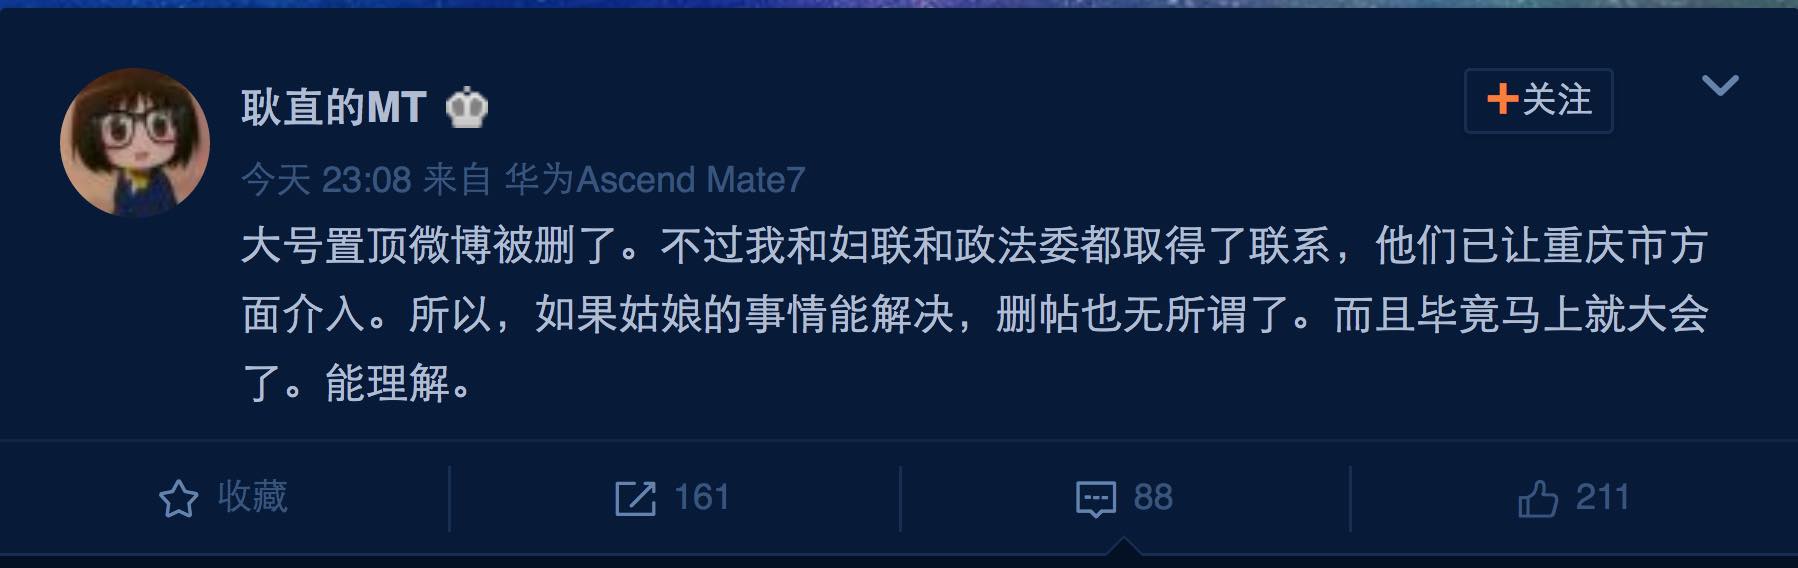 耿直的MT
+关注
今天 23:08 来自 华为Ascend Mate7
大号置顶微博被删了。不过我和妇联和政法委都取得了联系，他们已让重庆市方
面介入。所以，如果姑娘的事情能解决，删帖也无所谓了。而且毕竟马上就大会
了。能理解。
收藏
161
88
211